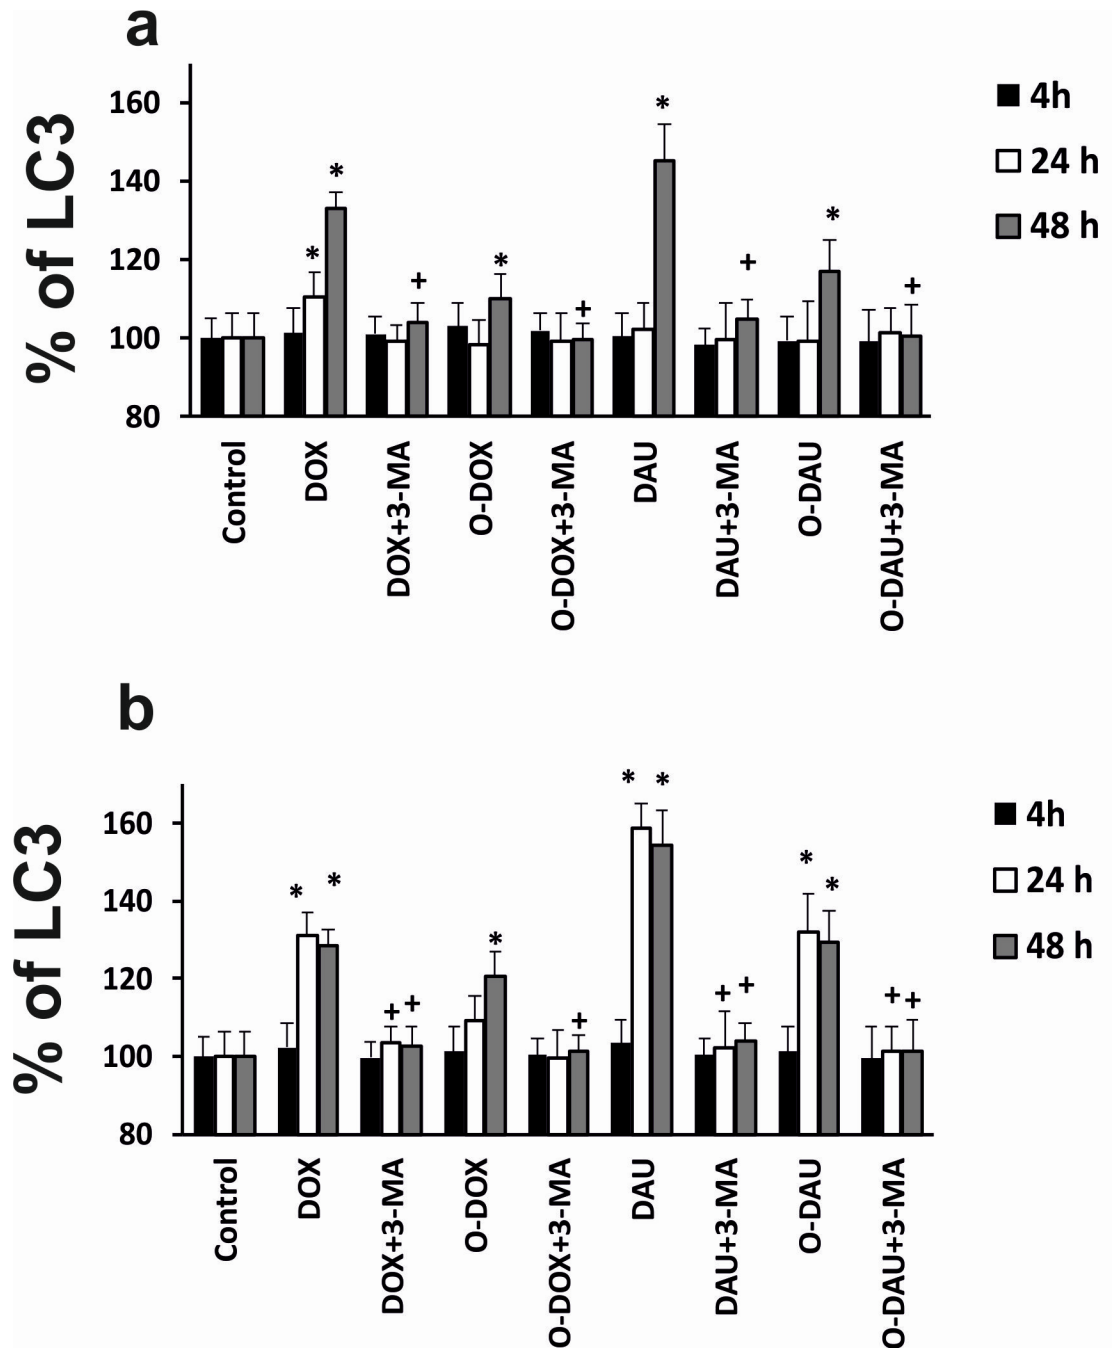 a
% of LC3
160
140
120
100
80
* * + * + * + * +
Control
DOX
DOX+3-MA
O-DOX
O-DOX+3-MA
DAU
DAU+3-MA
O-DAU
O-DAU+3-MA
4h
24 h
48 h
b
% of LC3
160
140
120
100
80
* * + + * + * * + + * * + +
Control
DOX
DOX+3-MA
O-DOX
O-DOX+3-MA
DAU
DAU+3-MA
O-DAU
O-DAU+3-MA
4h
24 h
48 h